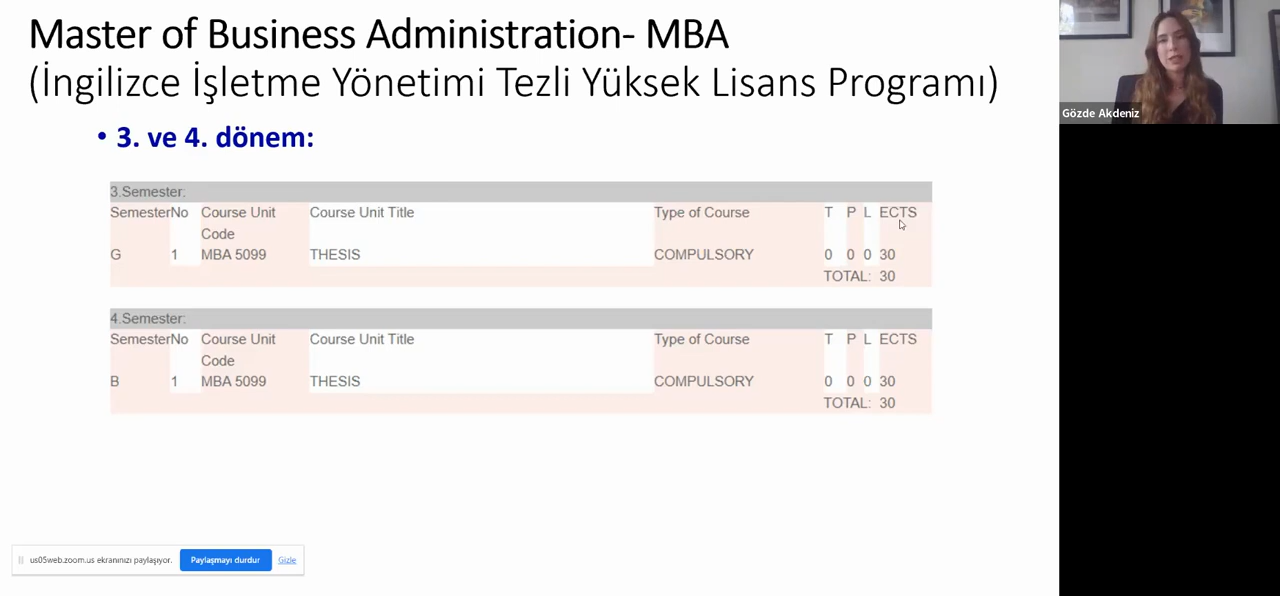 Master of Business Administration- MBA
(İngilizce İşletme Yönetimi Tezli Yüksek Lisans Programı)
• 3. ve 4. dönem:
3.Semester:
Semester No Course Unit Code Course Unit Title Type of Course T P L ECTS
G 1 MBA 5099 THESIS COMPULSORY 0 0 0 30
TOTAL: 30
4.Semester:
Semester No Course Unit Code Course Unit Title Type of Course T P L ECTS
B 1 MBA 5099 THESIS COMPULSORY 0 0 0 30
TOTAL: 30
us05web.zoom.us ekranınızı paylaşıyor. Paylaşmayı durdur Gizle
Gözde Akdeniz